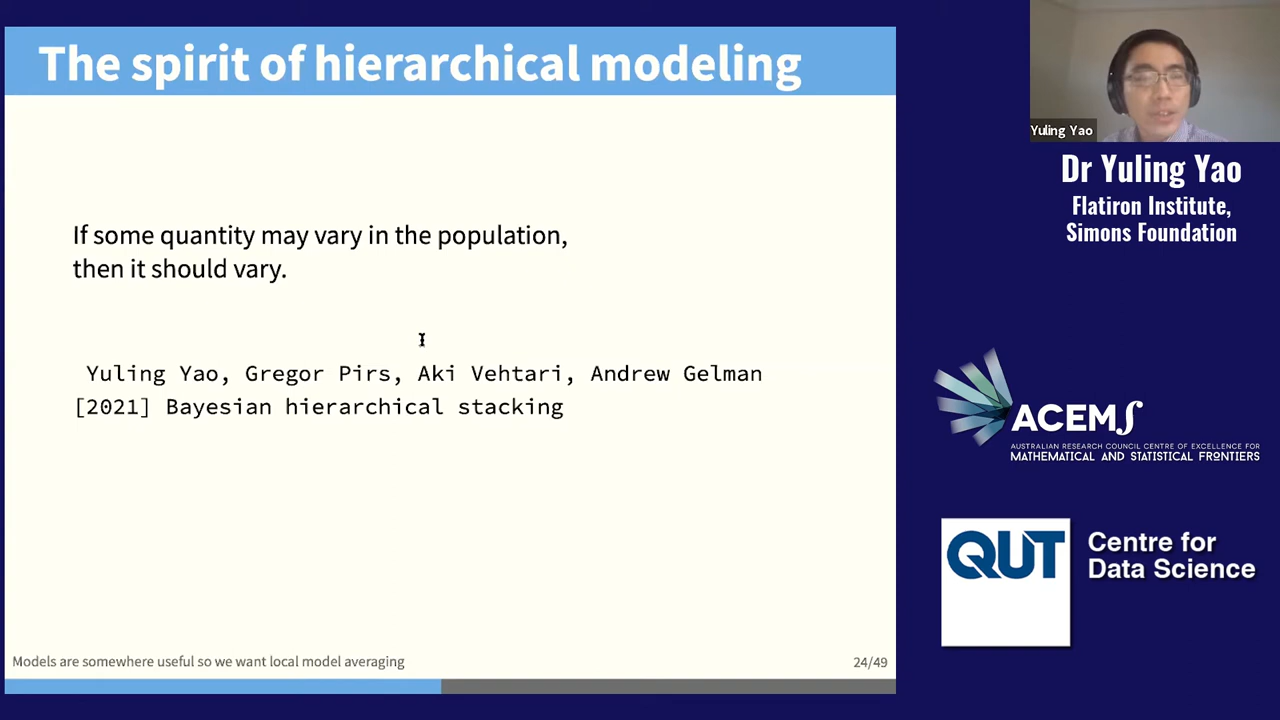 The spirit of hierarchical modeling
If some quantity may vary in the population,
then it should vary.
Yuling Yao, Gregor Pirs, Aki Vehtari, Andrew Gelman
[2021] Bayesian hierarchical stacking
Models are somewhere useful so we want local model averaging
24/49
Yuling Yao
Dr Yuling Yao
Flatiron Institute,
Simons Foundation
ACEMS
AUSTRALIAN RESEARCH COUNCIL CENTRE OF EXCELLENCE FOR
MATHEMATICAL AND STATISTICAL FRONTIERS
QUT
Centre for
Data Science